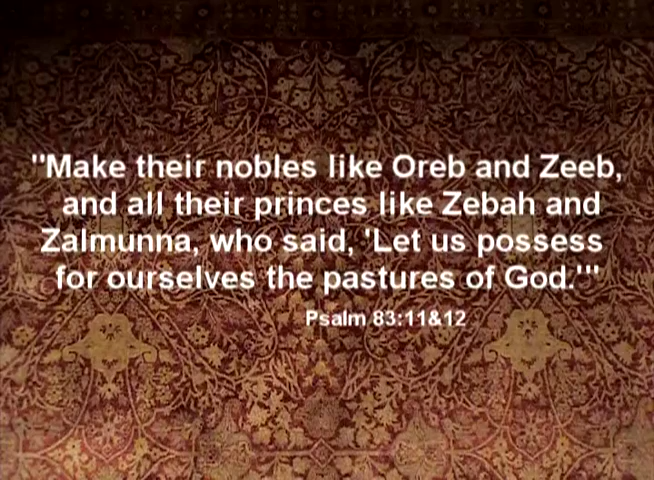 "Make their nobles like Oreb and Zeeb,
and all their princes like Zebah and
Zalmunna, who said, 'Let us possess
for ourselves the pastures of God.'"
Psalm 83:11&12